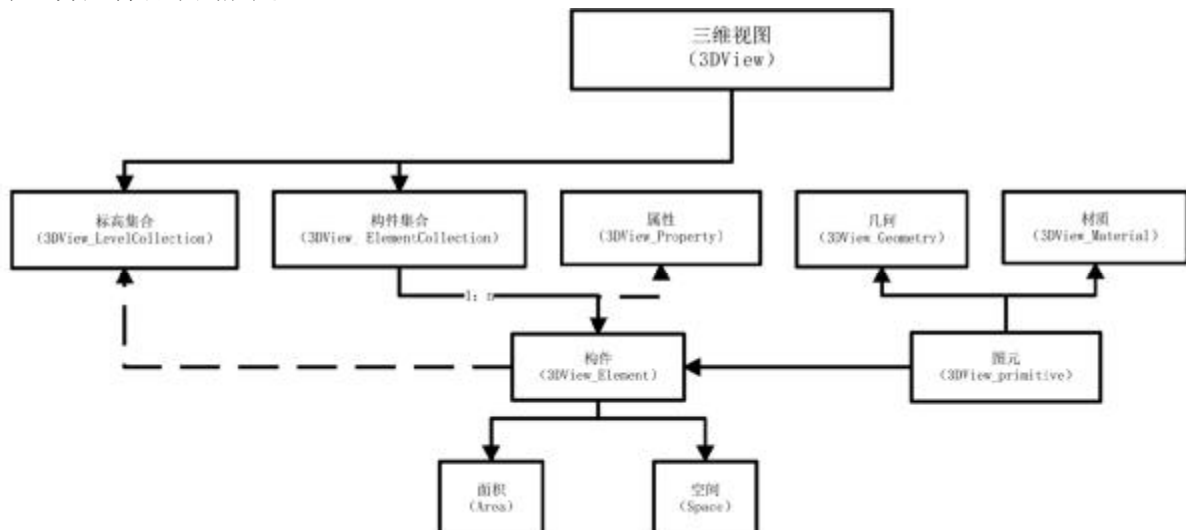 三维视图
（3DView）
标高集合
（3DView_LevelCollection）
构件集合
（3DView_ElementCollection）
属性
（3DView_Property）
几何
（3DView_Geometry）
材质
（3DView_Material）
1：n
构件
（3DView_Element）
图元
（3DView_primitive）
面积
（Area）
空间
（Space）